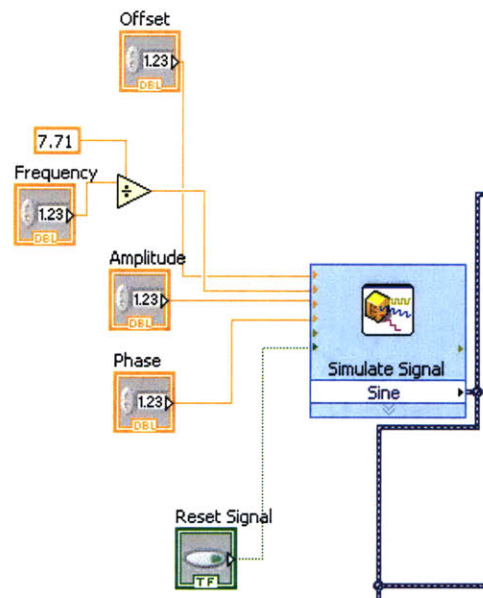 Offset
1.23
DBL
7.71
Frequency
÷
1.23
DBL
Amplitude
1.23
DBL
Phase
1.23
DBL
Simulate Signal
Sine
Reset Signal
TF